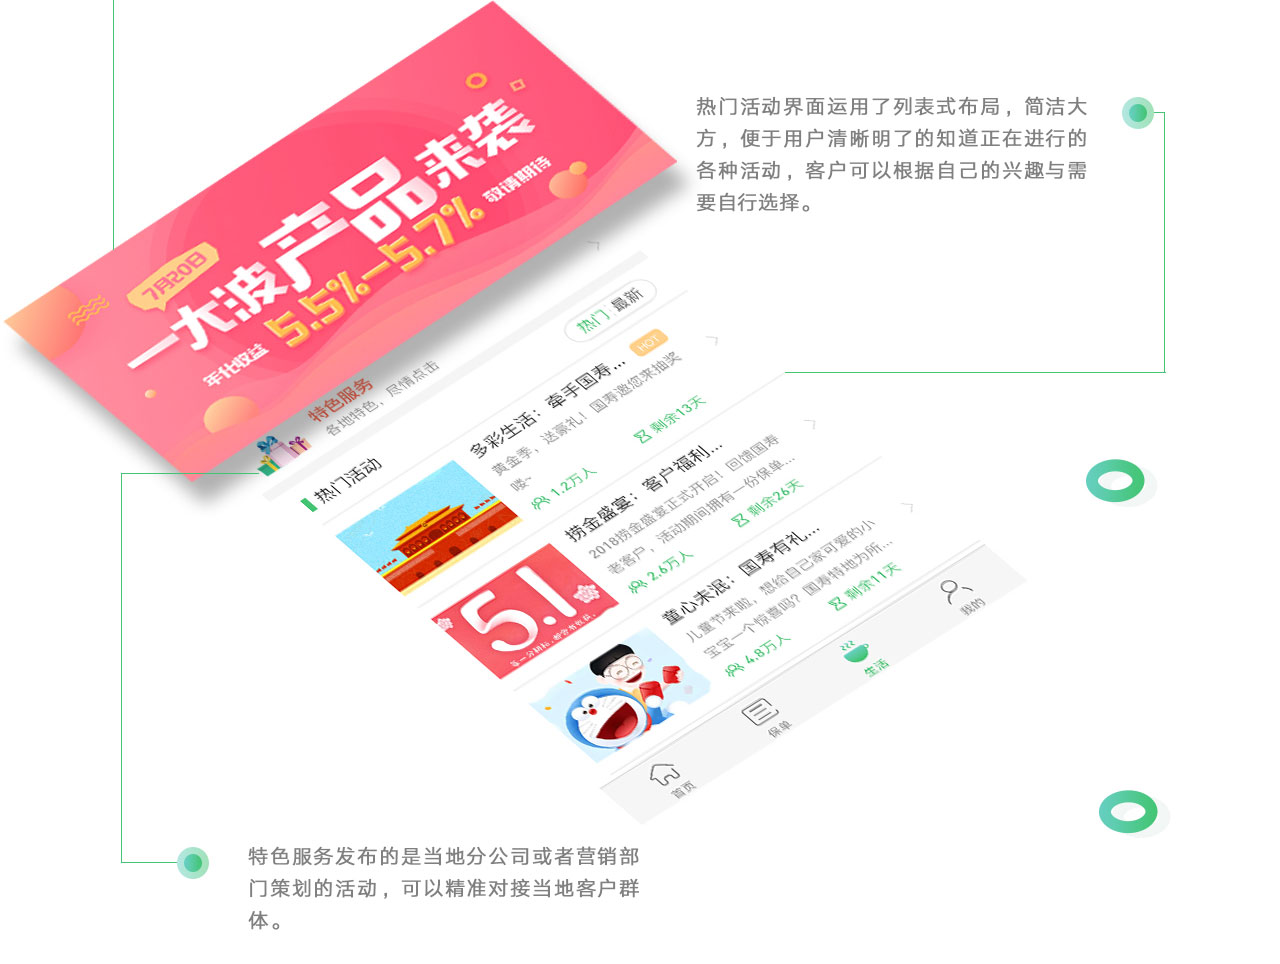 热门活动界面运用了列表式布局，简洁大
方，便于用户清晰明了的知道正在进行的
各种活动，客户可以根据自己的兴趣与需
要自行选择。
7月20日
一大波产品来袭
年化收益 5.5%—5.7% 敬请期待
特色服务
各地特色，尽情点击
热门活动
热门 最新
多彩生活：牵手国寿... HOT
黄金季，送豪礼！国寿邀您来抽奖
喽~
1.2万人 剩余13天
捞金盛宴：客户福利...
2018捞金盛宴正式开启！回馈国寿
老客户，活动期间拥有一份保单...
2.6万人 剩余26天
5.1
童心未泯：国寿有礼...
儿童节来啦，想给自己家可爱的小
宝宝一个惊喜吗？国寿特地为所...
4.8万人 剩余11天
首页 保单 生活 我的
特色服务发布的是当地分公司或者营销部
门策划的活动，可以精准对接当地客户群
体。